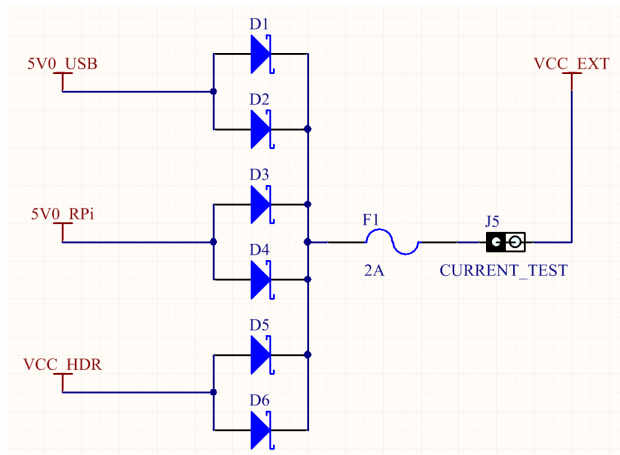 D1
5V0_USB
VCC_EXT
D2
D3
5V0_RPi
F1
J5
D4
2A
CURRENT_TEST
D5
VCC_HDR
D6